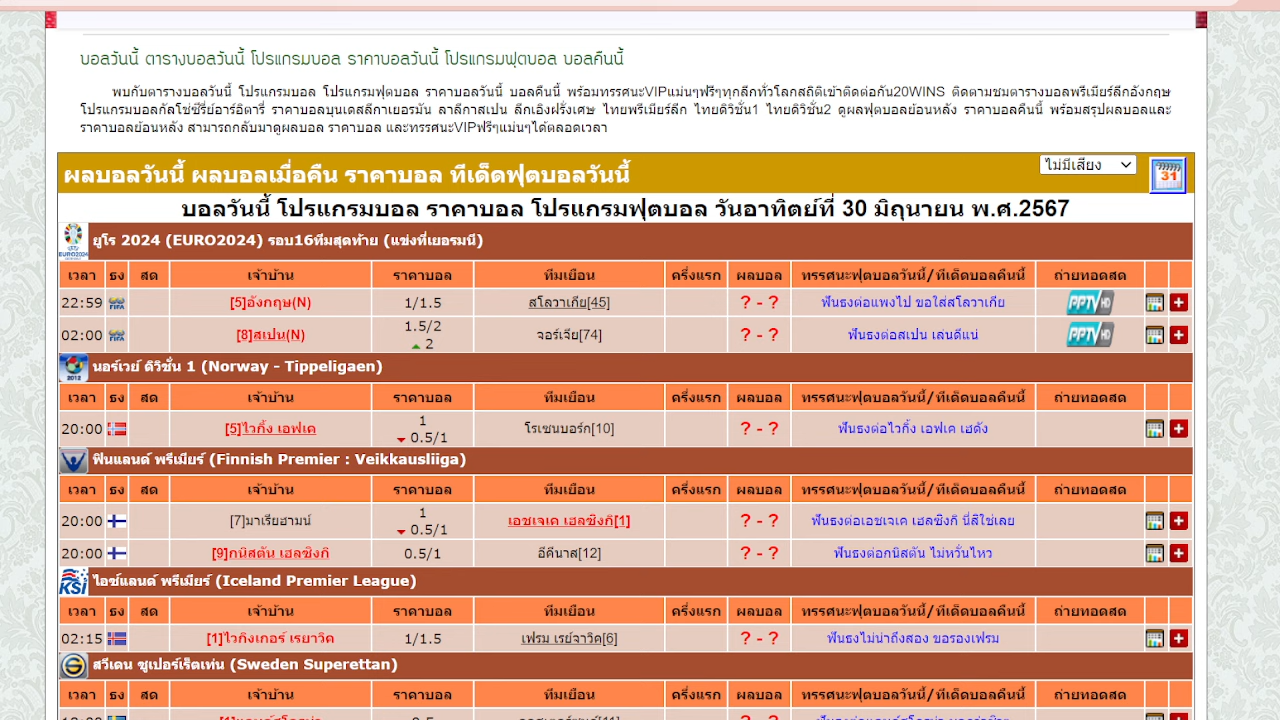 บอลวันนี้ ตารางบอลวันนี้ โปรแกรมบอล ราคาบอลวันนี้ โปรแกรมฟุตบอล บอลคืนนี้
พบกับตารางบอลวันนี้ โปรแกรมฟุตบอล โปรแกรมบอล ราคาบอลวันนี้ บอลคืนนี้ พร้อมทรรศนะVIPแม่นๆฟรีๆทุกลีกทั่วโลกสถิติเข้าติดต่อกัน20WINS ติดตามชมตารางบอลพรีเมียร์ลีกอังกฤษ
โปรแกรมบอลกัลโช่ซีรี่ย์อาร์อิตารี่ ราคาบอลบุนเดสลีกาเยอรมัน ลาลีกาสเปน ลีกเอิงฝรั่งเศษ ไทยพรีเมียร์ลีก ไทยดิวิชั่น1 ไทยดิวิชั่น2 ดูผลฟุตบอลย้อนหลัง ราคาบอลคืนนี้ พร้อมสรุปผลบอลและ
ราคาบอลย้อนหลัง สามารถกลับมาดูผลบอล ราคาบอล และทรรศนะVIPฟรีๆแม่นๆได้ตลอดเวลา
ผลบอลวันนี้ ผลบอลเมื่อคืน ราคาบอล ทีเด็ดฟุตบอลวันนี้ ไม่มีเสียง 31
บอลวันนี้ โปรแกรมบอล ราคาบอล โปรแกรมฟุตบอล วันอาทิตย์ที่ 30 มิถุนายน พ.ศ.2567
EURO2024 ยูโร 2024 (EURO2024) รอบ16ทีมสุดท้าย (แข่งที่เยอรมนี)
เวลา ธง สด เจ้าบ้าน ราคาบอล ทีมเยือน ครึ่งแรก ผลบอล ทรรศนะฟุตบอลวันนี้/ทีเด็ดบอลคืนนี้ ถ่ายทอดสด
22:59 FIFA [5]อังกฤษ(N) 1/1.5 สโลวาเกีย[45] ? - ? ฟันธงต่อแพงไป ขอใส่สโลวาเกีย PPTV HD
02:00 FIFA [8]สเปน(N) 1.5/2 2 จอร์เจีย[74] ? - ? ฟันธงต่อสเปน เล่นดีแน่ PPTV HD
2012 นอร์เวย์ ดิวิชั่น 1 (Norway - Tippeligaen)
เวลา ธง สด เจ้าบ้าน ราคาบอล ทีมเยือน ครึ่งแรก ผลบอล ทรรศนะฟุตบอลวันนี้/ทีเด็ดบอลคืนนี้ ถ่ายทอดสด
20:00 [5]ไวกิ้ง เอฟเค 1 0.5/1 โรเซนบอร์ก[10] ? - ? ฟันธงต่อไวกิ้ง เอฟเค เฮดัง
ฟินแลนด์ พรีเมียร์ (Finnish Premier : Veikkausliiga)
เวลา ธง สด เจ้าบ้าน ราคาบอล ทีมเยือน ครึ่งแรก ผลบอล ทรรศนะฟุตบอลวันนี้/ทีเด็ดบอลคืนนี้ ถ่ายทอดสด
20:00 [7]มาเรียฮามน์ 1 0.5/1 เอชเจเค เฮลซิงกิ[1] ? - ? ฟันธงต่อเอชเจเค เฮลซิงกิ นี่สิใช่เลย
20:00 [9]กนิสตัน เฮลซิงกิ 0.5/1 อีคีนาส[12] ? - ? ฟันธงต่อกนิสตัน ไม่หวั่นไหว
KSÍ ไอซ์แลนด์ พรีเมียร์ (Iceland Premier League)
เวลา ธง สด เจ้าบ้าน ราคาบอล ทีมเยือน ครึ่งแรก ผลบอล ทรรศนะฟุตบอลวันนี้/ทีเด็ดบอลคืนนี้ ถ่ายทอดสด
02:15 [1]ไวกิงเกอร์ เรยาวิค 1/1.5 เฟรม เรย์จาวิค[6] ? - ? ฟันธงไม่น่าถึงสอง ขอรองเฟรม
สวีเดน ซูเปอร์เร็ตเท่น (Sweden Superettan)
เวลา ธง สด เจ้าบ้าน ราคาบอล ทีมเยือน ครึ่งแรก ผลบอล ทรรศนะฟุตบอลวันนี้/ทีเด็ดบอลคืนนี้ ถ่ายทอดสด